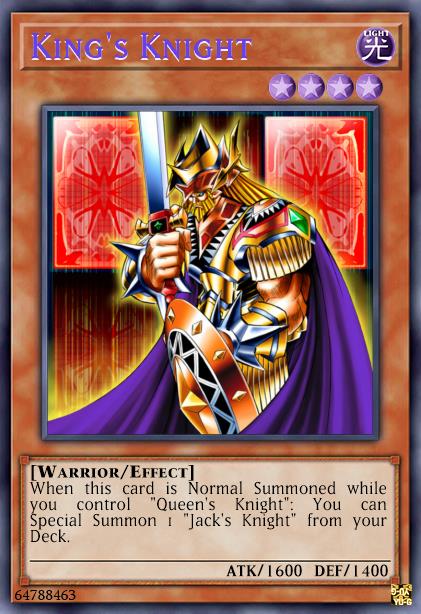 King's Knight
LIGHT
光
[Warrior/Effect]
When this card is Normal Summoned while
you control "Queen's Knight": You can
Special Summon 1 "Jack's Knight" from your
Deck.
ATK/1600 DEF/1400
64788463